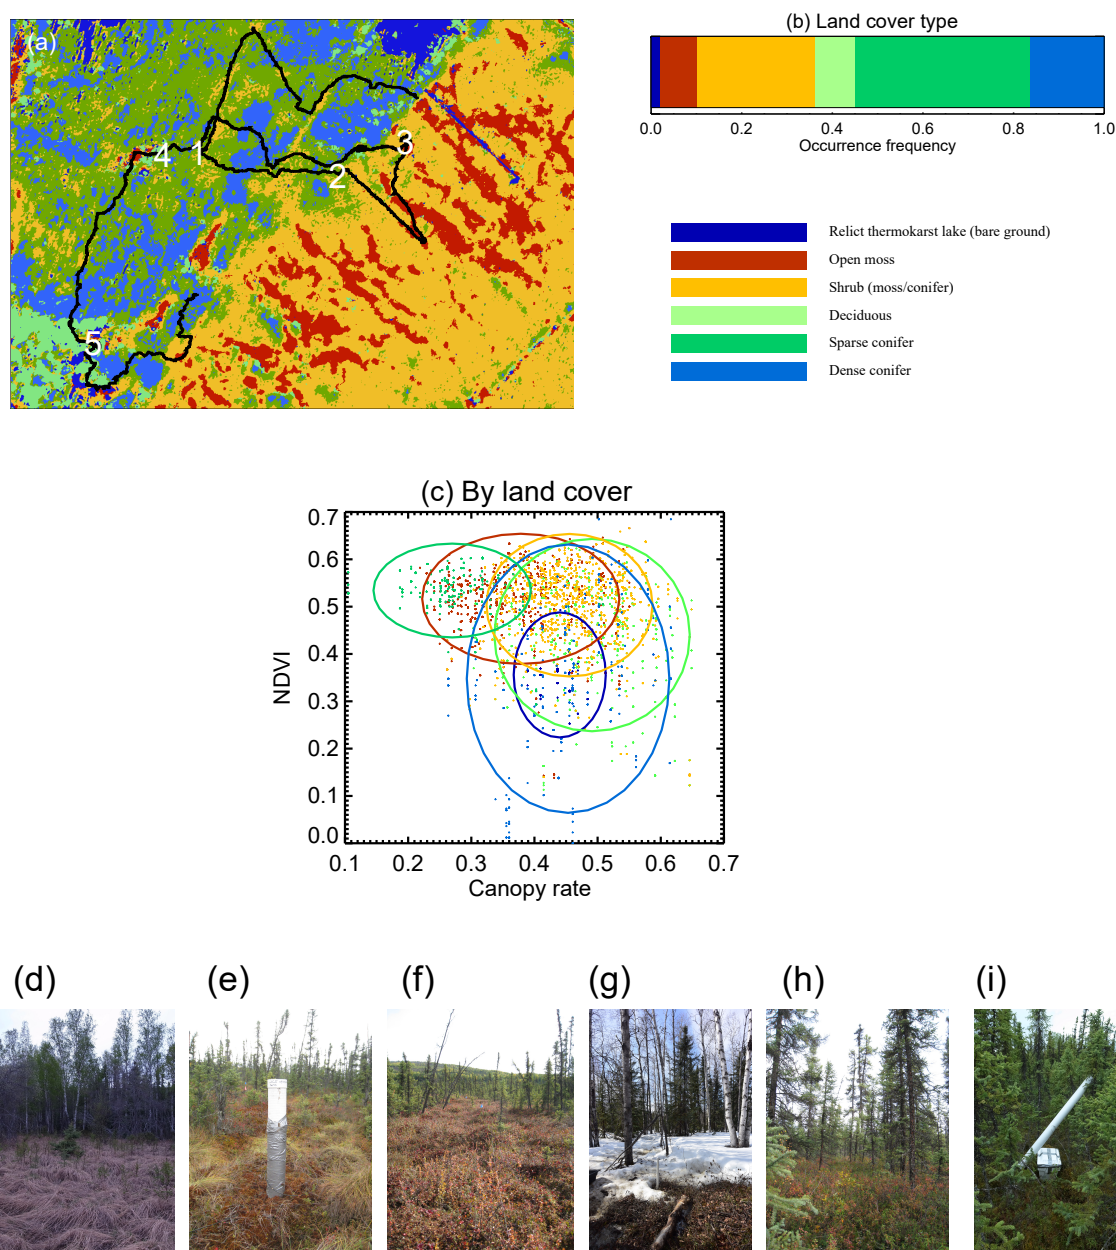 (a)
1
2
3
4
5
(b) Land cover type
0.0 0.2 0.4 0.6 0.8 1.0
Occurrence frequency
Relict thermokarst lake (bare ground)
Open moss
Shrub (moss/conifer)
Deciduous
Sparse conifer
Dense conifer
(c) By land cover
0.7
0.6
0.5
0.4
0.3
0.2
0.1
0.0
NDVI
0.1 0.2 0.3 0.4 0.5 0.6 0.7
Canopy rate
(d) (e) (f) (g) (h) (i)